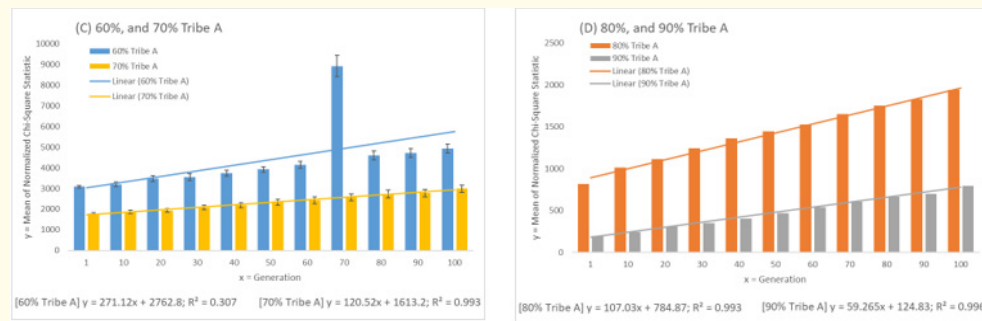 (C) 60%, and 70% Tribe A
60% Tribe A
70% Tribe A
Linear (60% Tribe A)
Linear (70% Tribe A)
y = Mean of Normalized Chi-Square Statistic
10000
9000
8000
7000
6000
5000
4000
3000
2000
1000
0
1 10 20 30 40 50 60 70 80 90 100
x = Generation
[60% Tribe A] y = 271.12x + 2762.8; R² = 0.307 [70% Tribe A] y = 120.52x + 1613.2; R² = 0.993
(D) 80%, and 90% Tribe A
80% Tribe A
90% Tribe A
Linear (80% Tribe A)
Linear (90% Tribe A)
y = Mean of Normalized Chi-Square Statistic
2500
2000
1500
1000
500
0
1 10 20 30 40 50 60 70 80 90 100
x = Generation
[80% Tribe A] y = 107.03x + 784.87; R² = 0.993 [90% Tribe A] y = 59.265x + 124.83; R² = 0.996